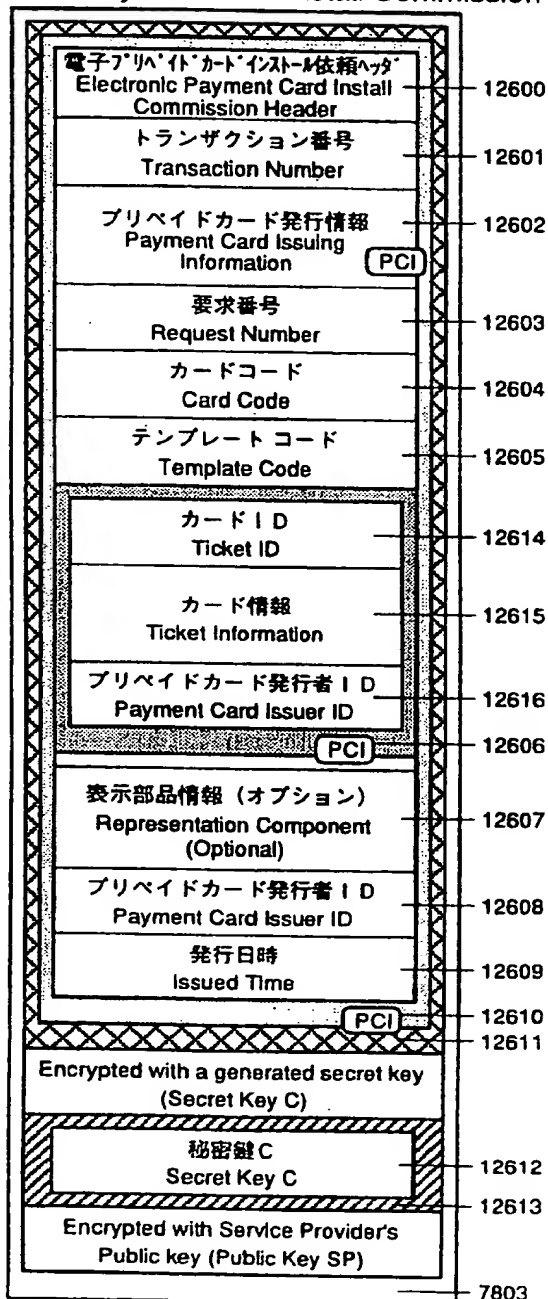 電子プリペイドカードインストール依頼ヘッダ
Electronic Payment Card Install
Commission Header
12600
トランザクション番号
Transaction Number
12601
プリペイドカード発行情報
Payment Card Issuing
Information
PCI
12602
要求番号
Request Number
12603
カードコード
Card Code
12604
テンプレート コード
Template Code
12605
カードID
Ticket ID
12614
カード情報
Ticket Information
12615
プリペイドカード発行者 ID
Payment Card Issuer ID
12616
PCI
12606
表示部品情報(オプション)
Representation Component
(Optional)
12607
プリペイドカード発行者 ID
Payment Card Issuer ID
12608
発行日時
Issued Time
12609
PCI
12610
12611
Encrypted with a generated secret key
(Secret Key C)
秘密鍵C
Secret Key C
12612
12613
Encrypted with Service Provider's
Public key (Public Key SP)
7803